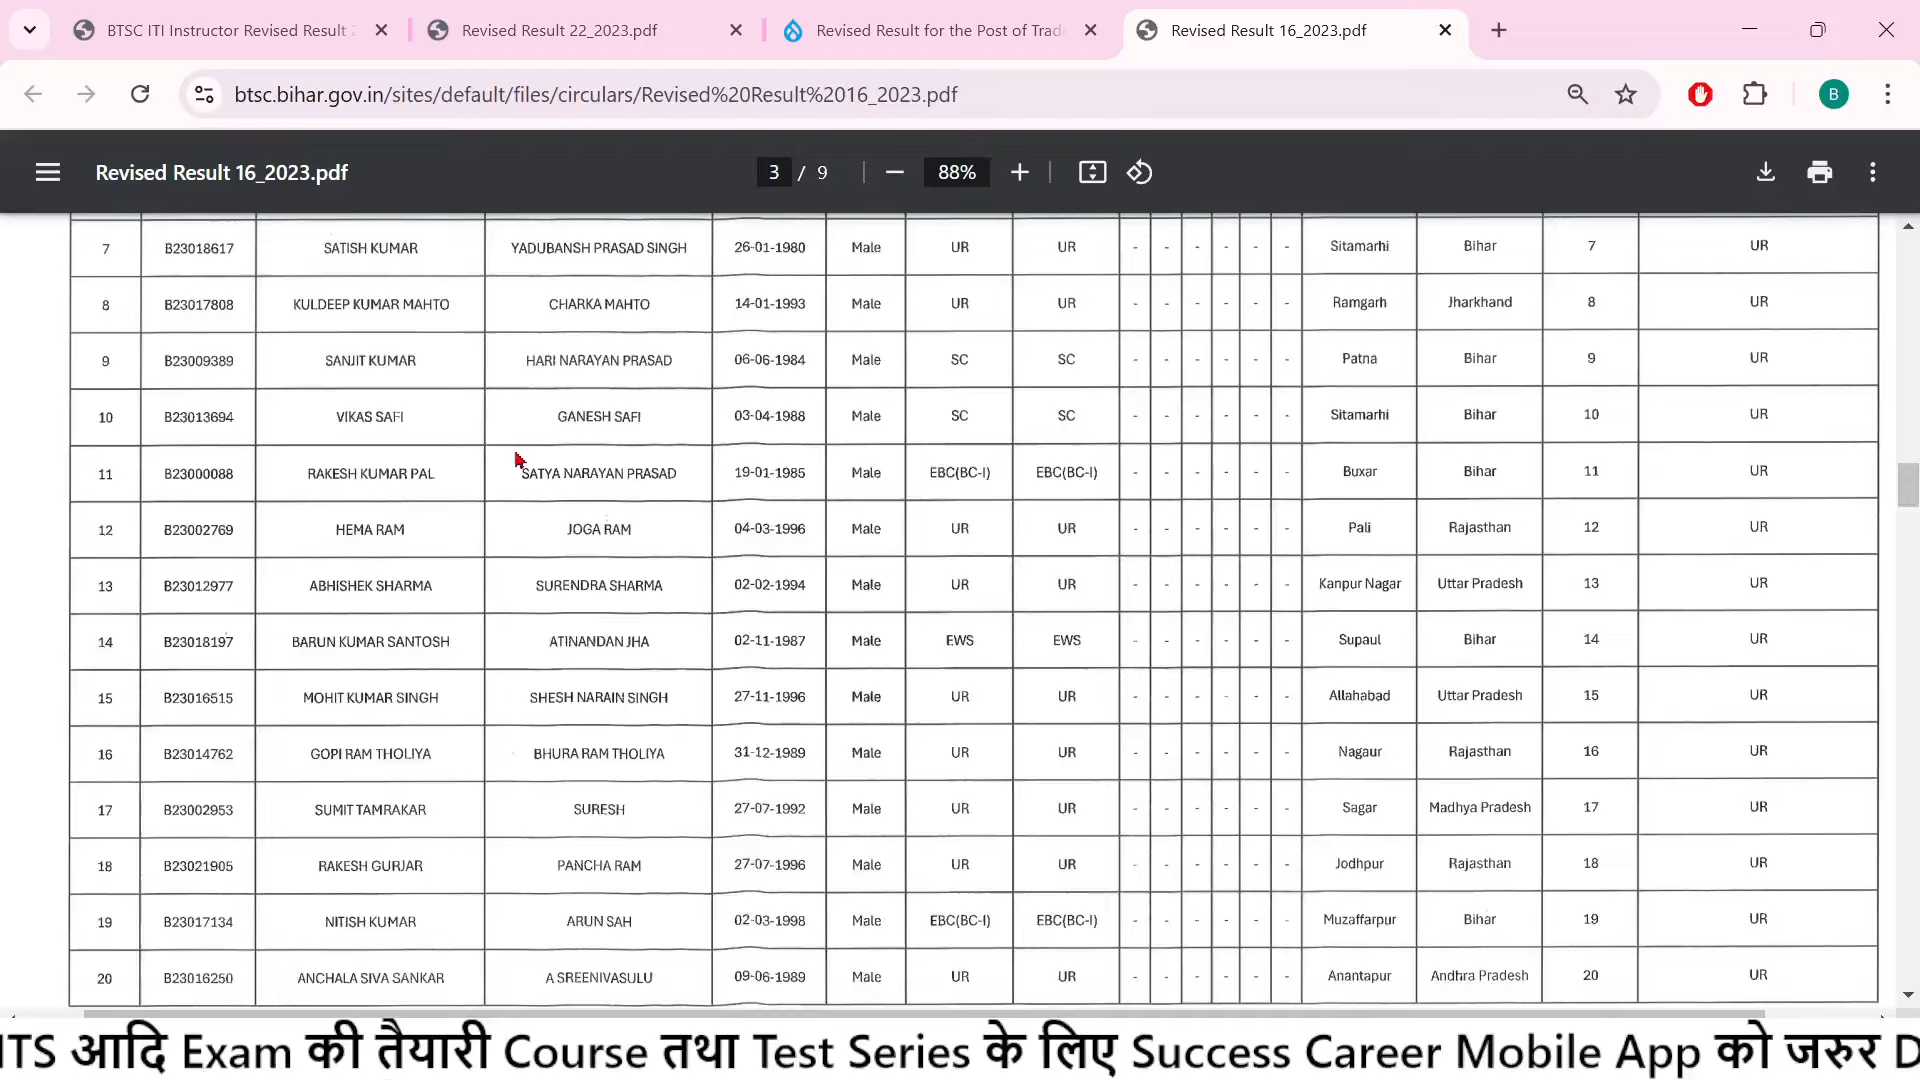 BTSC ITI Instructor Revised Result
Revised Result 22_2023.pdf
Revised Result for the Post of Trad
Revised Result 16_2023.pdf
btsc.bihar.gov.in/sites/default/files/circulars/Revised%20Result%2016_2023.pdf
B
Revised Result 16_2023.pdf
3 / 9
88%
7 B23018617 SATISH KUMAR YADUBANSH PRASAD SINGH 26-01-1980 Male UR UR - - - - - - Sitamarhi Bihar 7 UR
8 B23017808 KULDEEP KUMAR MAHTO CHARKA MAHTO 14-01-1993 Male UR UR - - - - - - Ramgarh Jharkhand 8 UR
9 B23009389 SANJIT KUMAR HARI NARAYAN PRASAD 06-06-1984 Male SC SC - - - - - - Patna Bihar 9 UR
10 B23013694 VIKAS SAFI GANESH SAFI 03-04-1988 Male SC SC - - - - - - Sitamarhi Bihar 10 UR
11 B23000088 RAKESH KUMAR PAL SATYA NARAYAN PRASAD 19-01-1985 Male EBC(BC-I) EBC(BC-I) - - - - - - Buxar Bihar 11 UR
12 B23002769 HEMA RAM JOGA RAM 04-03-1996 Male UR UR - - - - - - Pali Rajasthan 12 UR
13 B23012977 ABHISHEK SHARMA SURENDRA SHARMA 02-02-1994 Male UR UR - - - - - - Kanpur Nagar Uttar Pradesh 13 UR
14 B23018197 BARUN KUMAR SANTOSH ATINANDAN JHA 02-11-1987 Male EWS EWS - - - - - - Supaul Bihar 14 UR
15 B23016515 MOHIT KUMAR SINGH SHESH NARAIN SINGH 27-11-1996 Male UR UR - - - - - - Allahabad Uttar Pradesh 15 UR
16 B23014762 GOPI RAM THOLIYA BHURA RAM THOLIYA 31-12-1989 Male UR UR - - - - - - Nagaur Rajasthan 16 UR
17 B23002953 SUMIT TAMRAKAR SURESH 27-07-1992 Male UR UR - - - - - - Sagar Madhya Pradesh 17 UR
18 B23021905 RAKESH GURJAR PANCHA RAM 27-07-1996 Male UR UR - - - - - - Jodhpur Rajasthan 18 UR
19 B23017134 NITISH KUMAR ARUN SAH 02-03-1998 Male EBC(BC-I) EBC(BC-I) - - - - - - Muzaffarpur Bihar 19 UR
20 B23016250 ANCHALA SIVA SANKAR A SREENIVASULU 09-06-1989 Male UR UR - - - - - - Anantapur Andhra Pradesh 20 UR
ITS आदि Exam की तैयारी Course तथा Test Series के लिए Success Career Mobile App को जरुर D